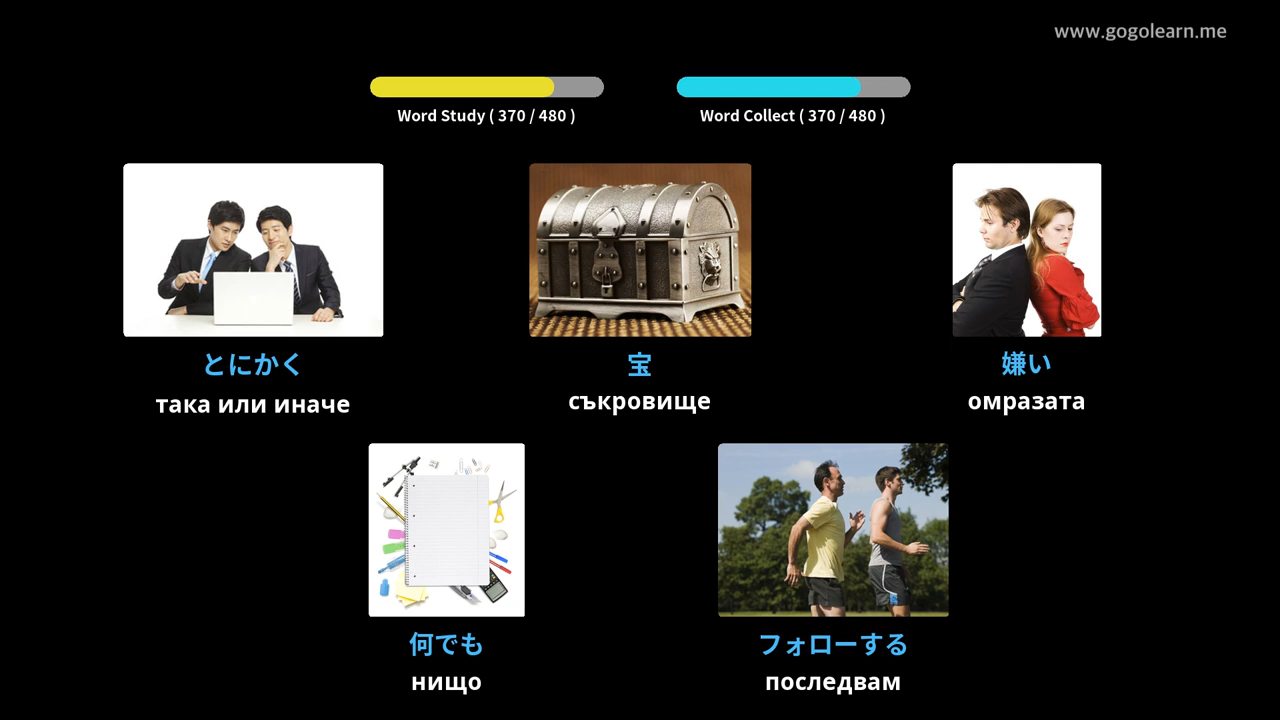 www.gogolearn.me
Word Study ( 370 / 480 )
Word Collect ( 370 / 480 )
とにかく
така или иначе
宝
съкровище
嫌い
омразата
何でも
нищо
フォローする
последвам